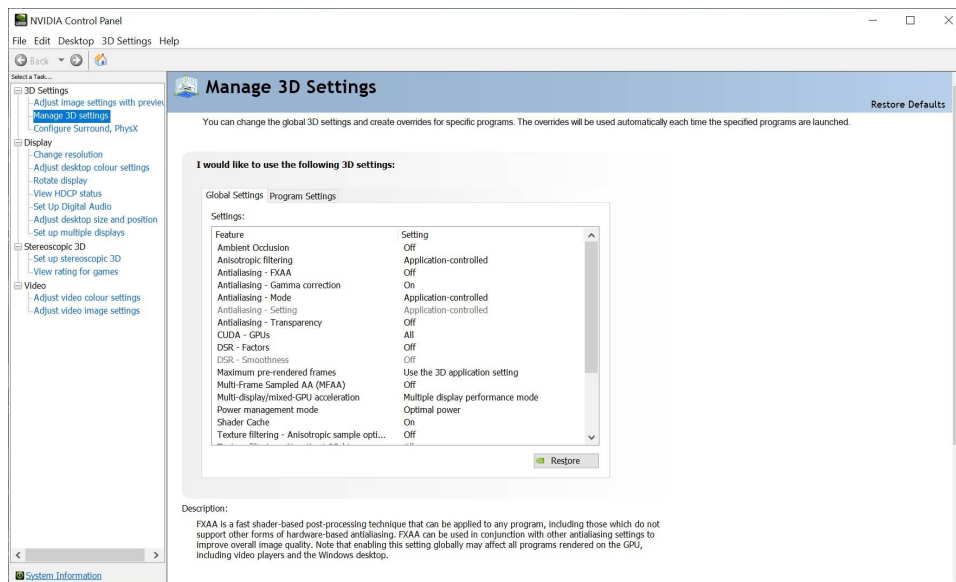 NVIDIA Control Panel
File Edit Desktop 3D Settings Help
Back
Select a Task...
3D Settings
Adjust image settings with preview
Manage 3D settings
Configure Surround, PhysX
Display
Change resolution
Adjust desktop colour settings
Rotate display
View HDCP status
Set Up Digital Audio
Adjust desktop size and position
Set up multiple displays
Stereoscopic 3D
Set up stereoscopic 3D
View rating for games
Video
Adjust video colour settings
Adjust video image settings
System Information
Manage 3D Settings
Restore Defaults
You can change the global 3D settings and create overrides for specific programs. The overrides will be used automatically each time the specified programs are launched.
I would like to use the following 3D settings:
Global Settings Program Settings
Settings:
Feature Setting
Ambient Occlusion Off
Anisotropic filtering Application-controlled
Antialiasing - FXAA Off
Antialiasing - Gamma correction On
Antialiasing - Mode Application-controlled
Antialiasing - Setting Application-controlled
Antialiasing - Transparency Off
CUDA - GPUs All
DSR - Factors Off
DSR - Smoothness Off
Maximum pre-rendered frames Use the 3D application setting
Multi-Frame Sampled AA (MFAA) Off
Multi-display/mixed-GPU acceleration Multiple display performance mode
Power management mode Optimal power
Shader Cache On
Texture filtering - Anisotropic sample opti... Off
Restore
Description:
FXAA is a fast shader-based post-processing technique that can be applied to any program, including those which do not
support other forms of hardware-based antialiasing. FXAA can be used in conjunction with other antialiasing settings to
improve overall image quality. Note that enabling this setting globally may affect all programs rendered on the GPU,
including video players and the Windows desktop.